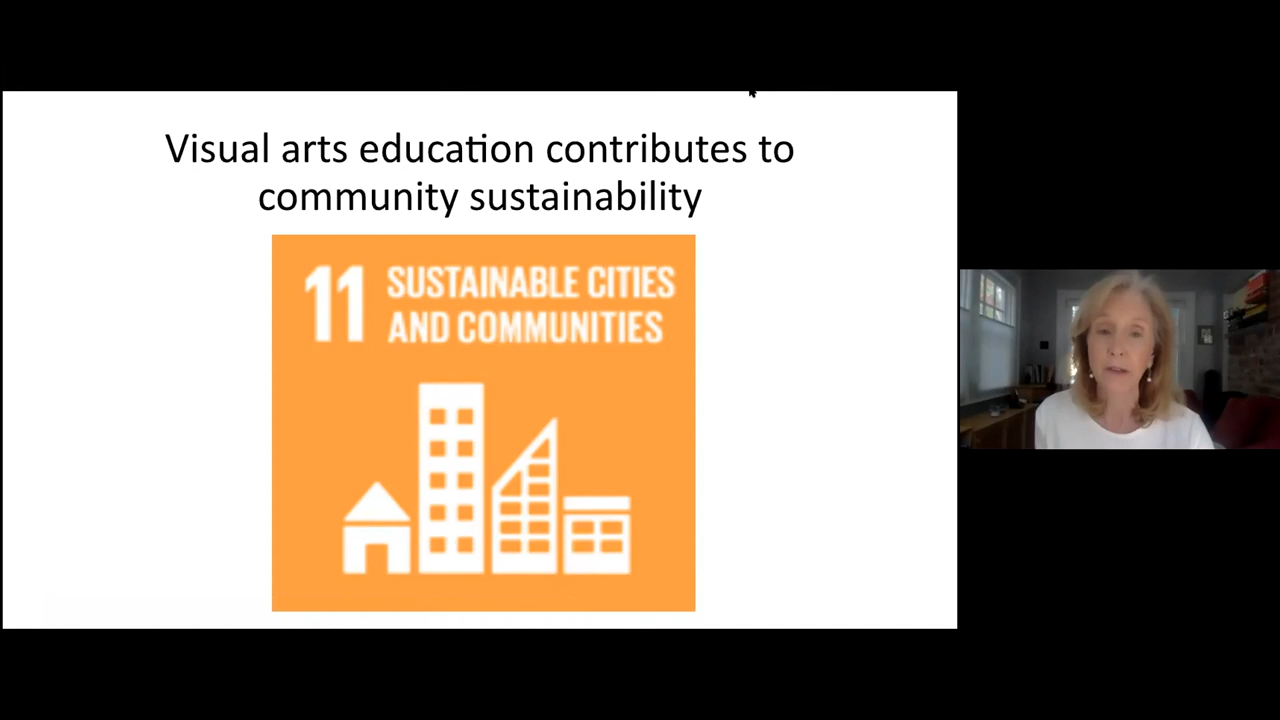 Visual arts education contributes to
community sustainability
11 SUSTAINABLE CITIES
AND COMMUNITIES